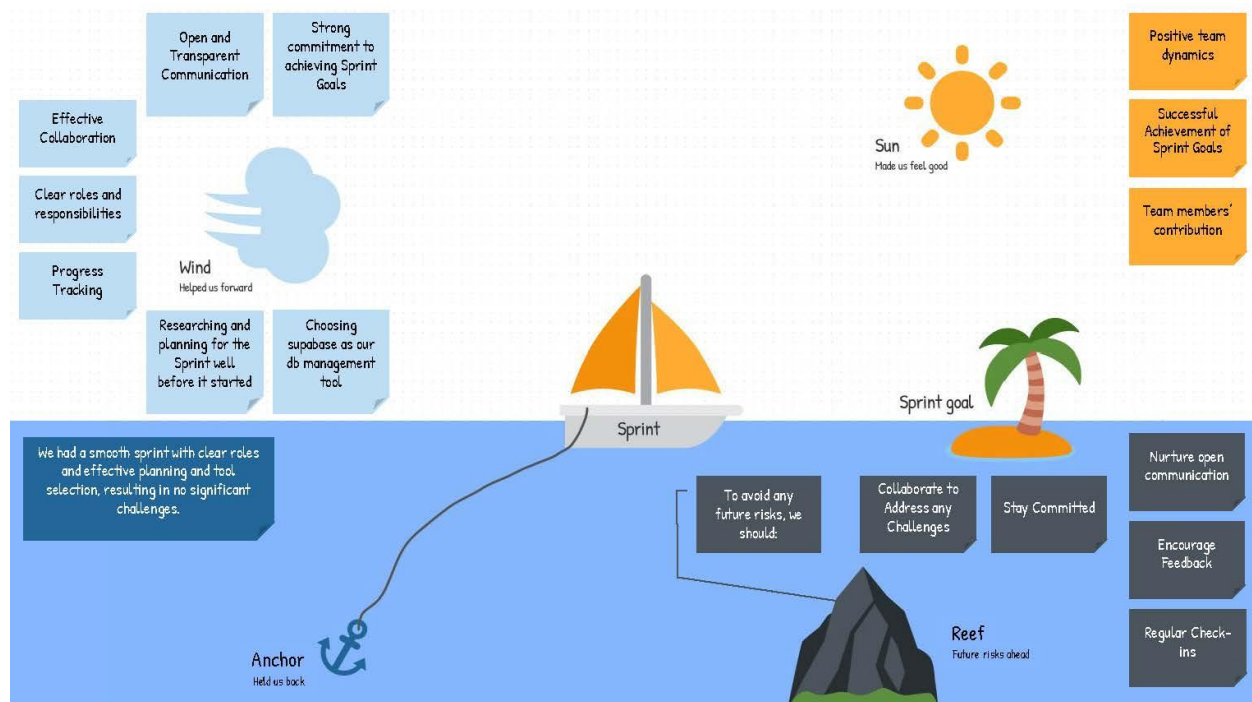 Open and
Transparent
Communication
Strong
commitment to
achieving Sprint
Goals
Effective
Collaboration
Clear roles and
responsibilities
Progress
Tracking
Wind
Helped us forward
Researching and
planning for the
Sprint well
before it started
Choosing
supabase as our
db management
tool
Sun
Made us feel good
Positive team
dynamics
Successful
Achievement of
Sprint Goals
Team members'
contribution
Sprint
Sprint goal
We had a smooth sprint with clear roles
and effective planning and tool
selection, resulting in no significant
challenges.
Anchor
Held us back
To avoid any
future risks, we
should:
Collaborate to
Address any
Challenges
Stay Committed
Nurture open
communication
Encourage
Feedback
Regular Check-
ins
Reef
Future risks ahead